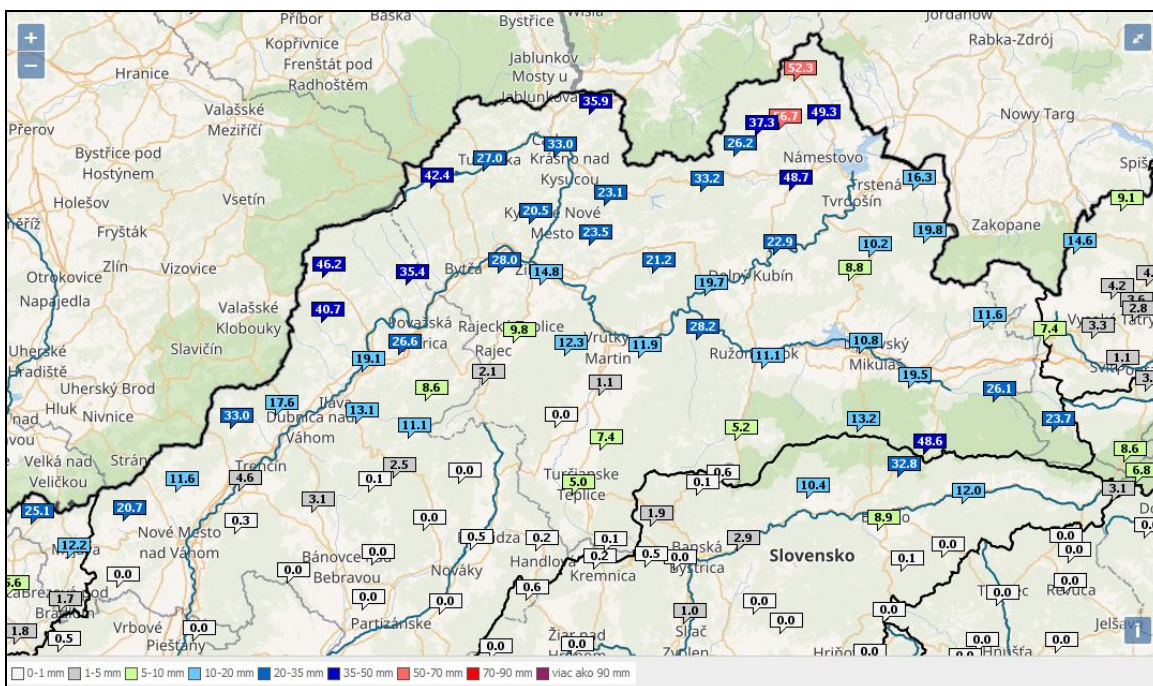 Příbor
Baška
Bystřice
Wisła
Jordanów
Kopřivnice
Rabka-Zdrój
Hranice
Frenštát pod
Radhoštěm
Jablunkov
Mosty u
Jablunkova
52.3
35.9
49.3
37.3
Valašské
Meziříčí
Nowy Targ
Přerov
Bystřice pod
Hostýnem
27.0
33.0
26.2
Krásno nad
Kysucou
Námestovo
42.4
33.2
48.7
16.3
Trstená
Tvrdošín
Vsetín
23.1
9.1
Holešov
20.5
Fryšták
Mesto
23.5
22.9
10.2
19.8
Zakopane
14.6
46.2
35.4
Bytča
28.0
14.8
21.2
8.8
Zlín
Vizovice
Otrokovice
Napajedla
19.7
Dolný Kubín
4.2
40.7
Valašské
Klobouky
2.8
11.6
3.3
7.4
Považská
9.8
28.2
26.6
Rajec
12.3
Vrútky
Martin
11.9
10.8
Slavičín
Uherské
Hradiště
19.1
11.1
Mikuláš
1.1
2.1
19.5
Uherský Brod
8.6
1.1
26.1
Hluk
Nivnice
17.6
33.0
Dubnica nad
Váhom
13.1
11.1
0.0
5.2
13.2
23.7
7.4
48.6
Velká nad
Veličkou
8.6
11.6
Trenčín
4.6
2.5
0.1
0.0
Turčianske
Teplice
5.0
0.6
0.1
32.8
6.8
10.4
12.0
3.1
25.1
20.7
3.1
0.3
Nové Mesto
nad Váhom
0.0
1.9
8.9
0.0
12.2
Bánovce nad
Bebravou
0.0
0.5
0.2
Handlová
0.1
0.2
Kremnica
0.5
0.0
Banská
Bystrica
2.9
Slovensko
0.1
0.0
0.0
0.0
0.0
Nováky
0.6
0.0
1.7
0.0
Partizánske
0.0
1.0
Sliač
0.0
0.0
1.8
0.5
Vrbové
Piešťany
0.0
0.0
Žiar nad
Hronom
0.0
0.0
0.0
0.0
0.0
Jelšava
0-1 mm 1-5 mm 5-10 mm 10-20 mm 20-35 mm 35-50 mm 50-70 mm 70-90 mm viac ako 90 mm